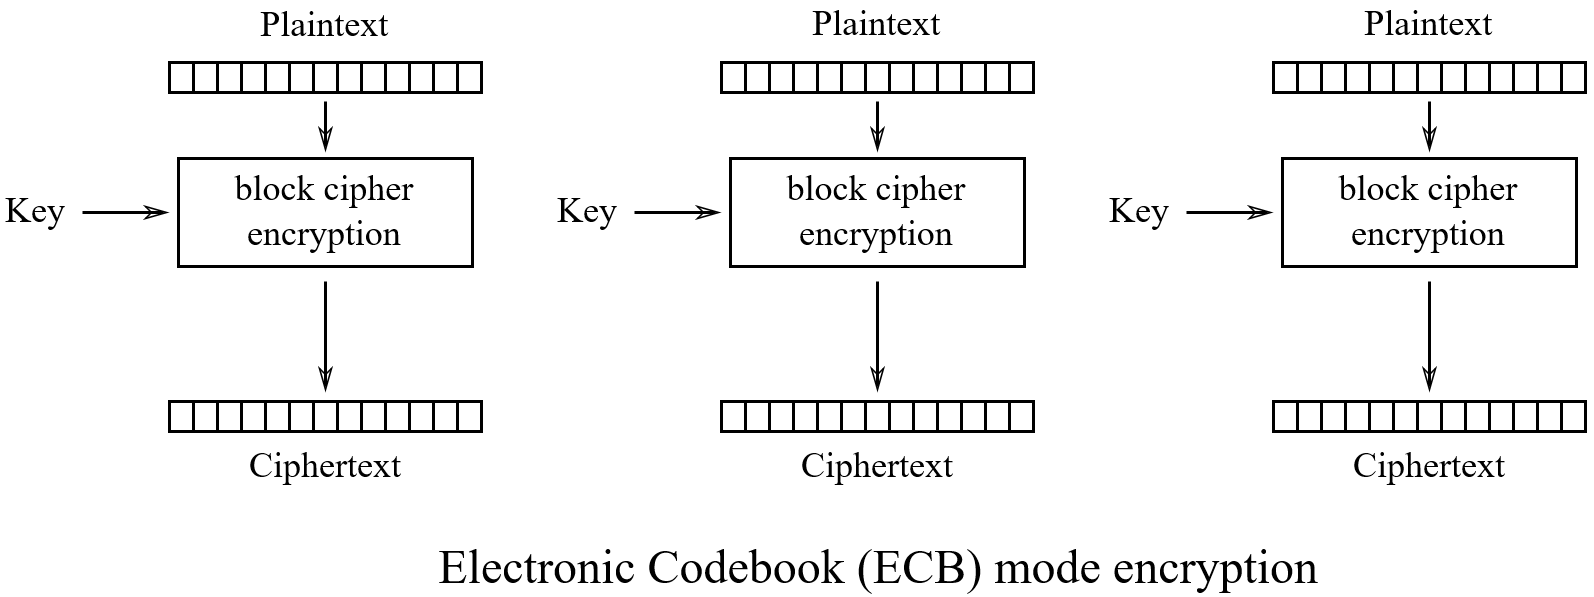 Plaintext
Plaintext
Plaintext
Key
block cipher
encryption
Key
block cipher
encryption
Key
block cipher
encryption
Ciphertext
Ciphertext
Ciphertext
Electronic Codebook (ECB) mode encryption